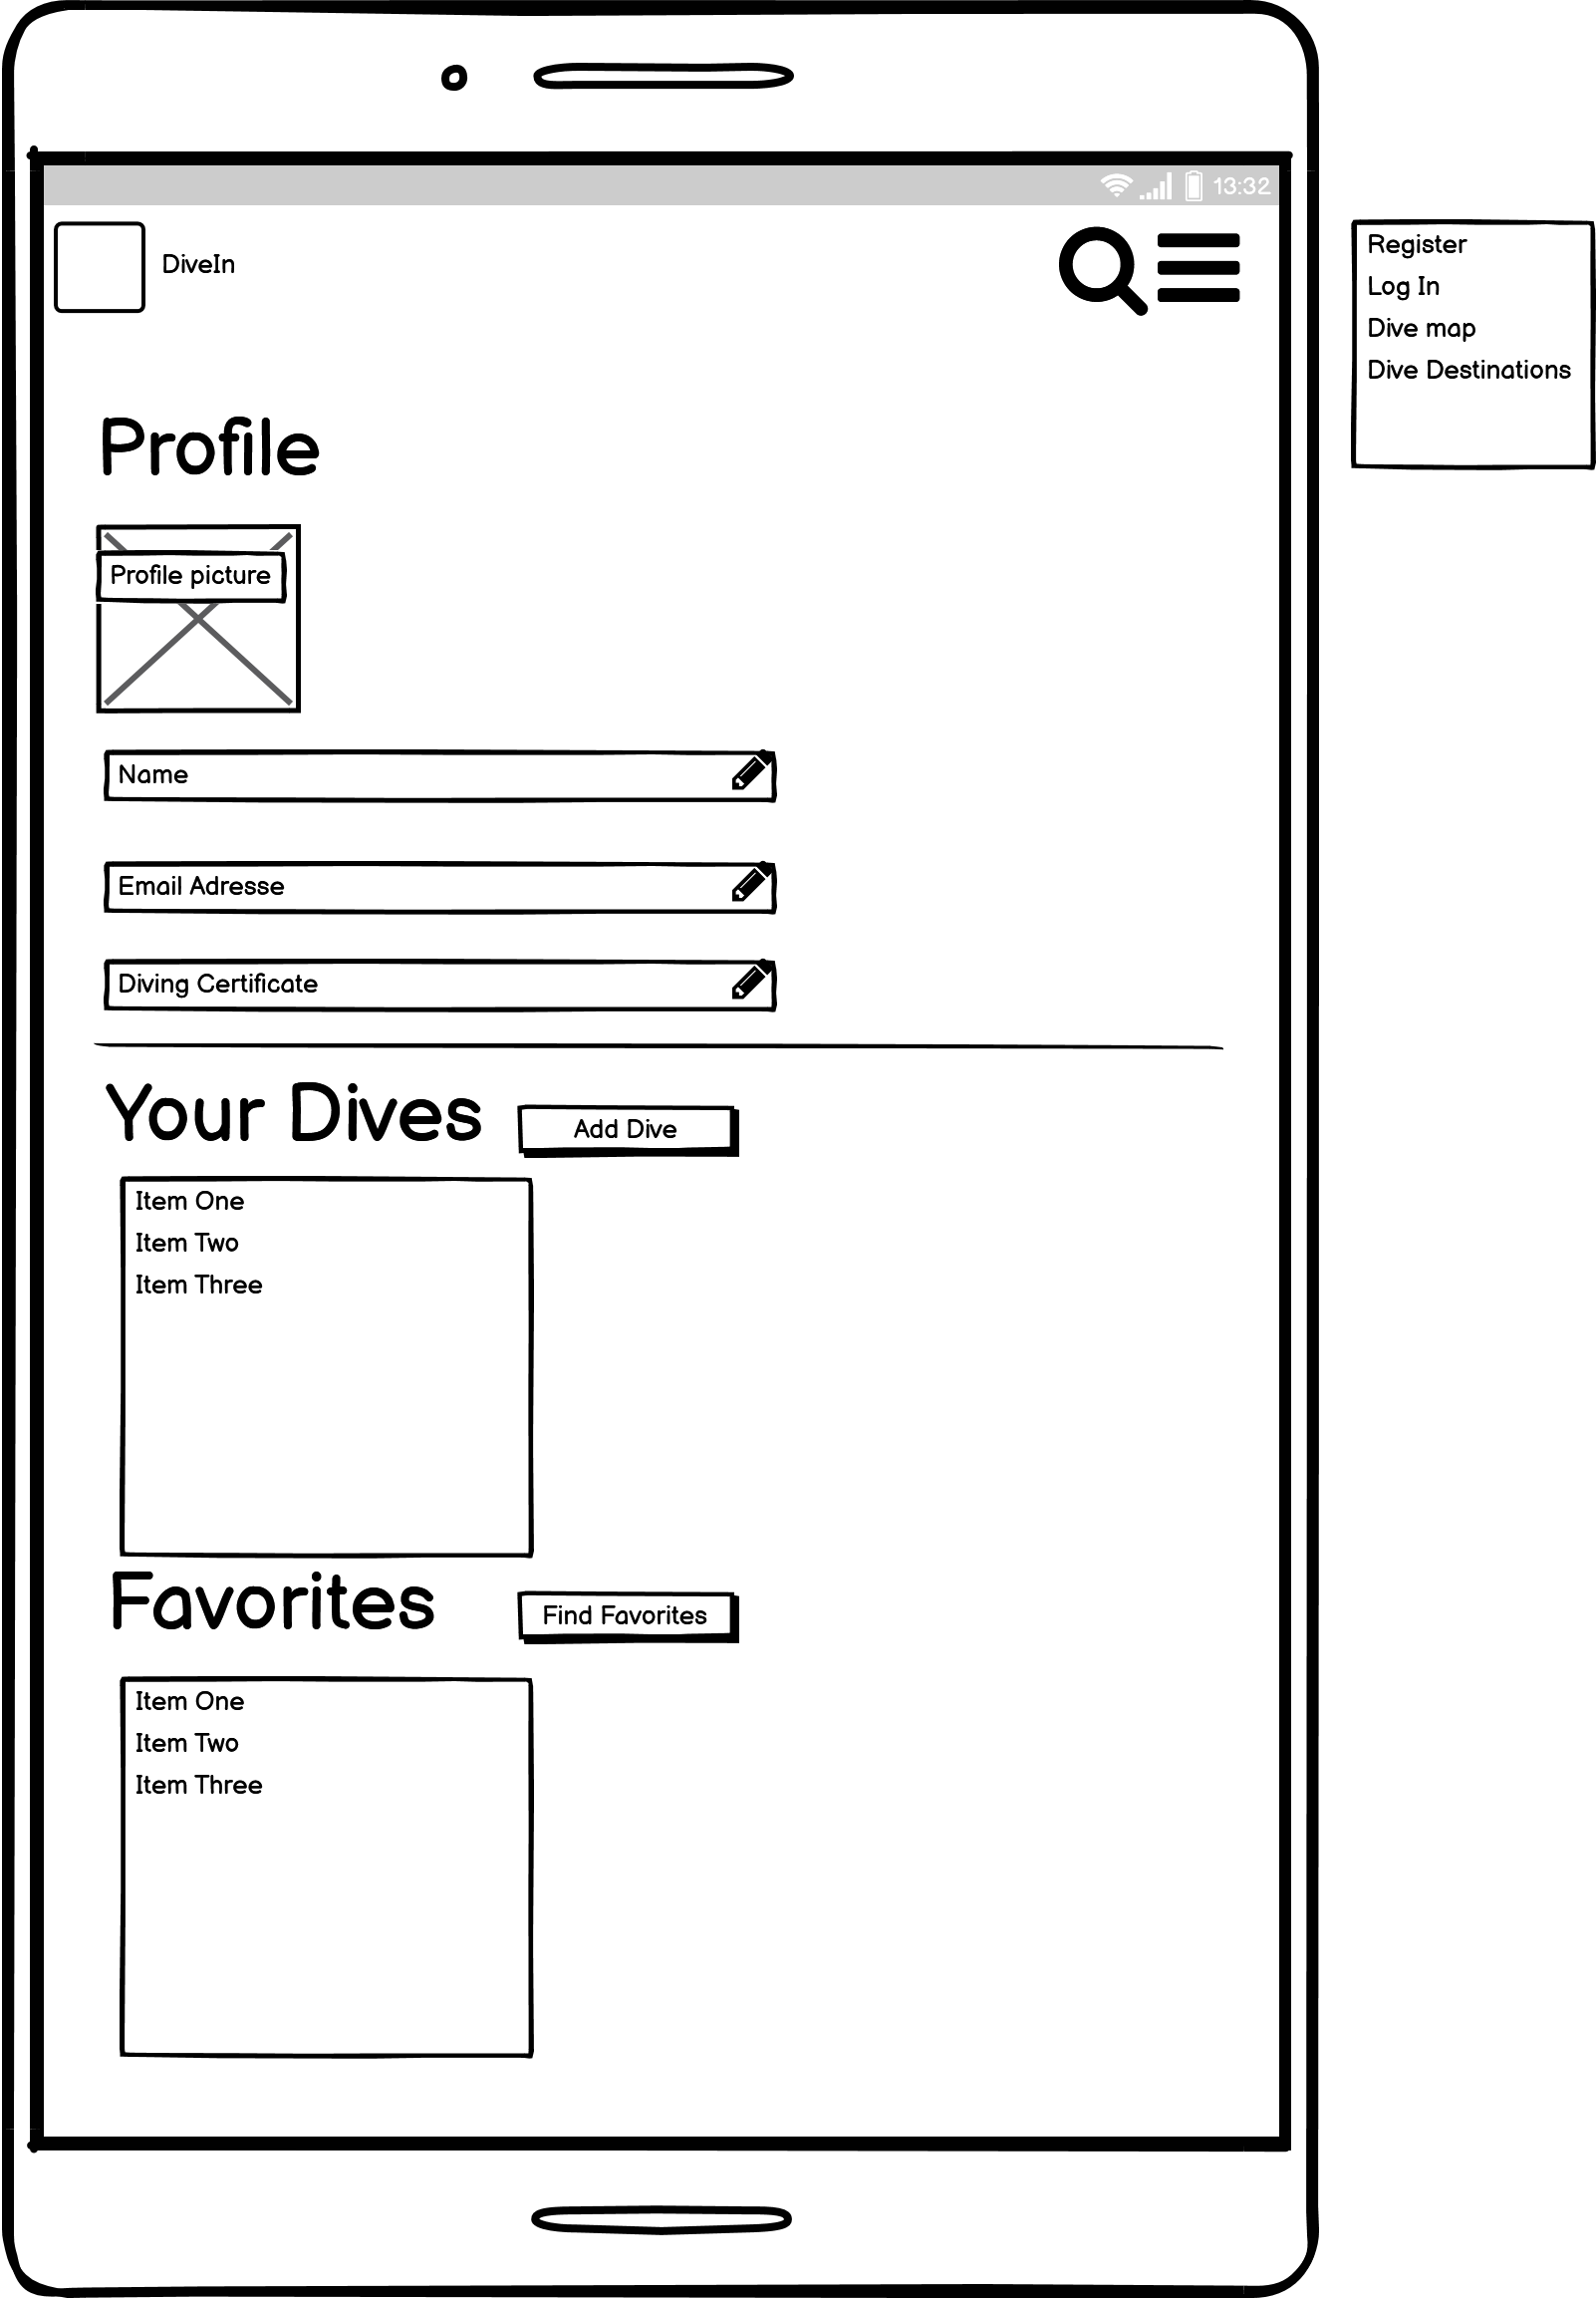 13:32
DiveIn
Register
Log In
Dive map
Dive Destinations
Profile
Profile picture
Name
Email Adresse
Diving Certificate
Your Dives
Add Dive
Item One
Item Two
Item Three
Favorites
Find Favorites
Item One
Item Two
Item Three